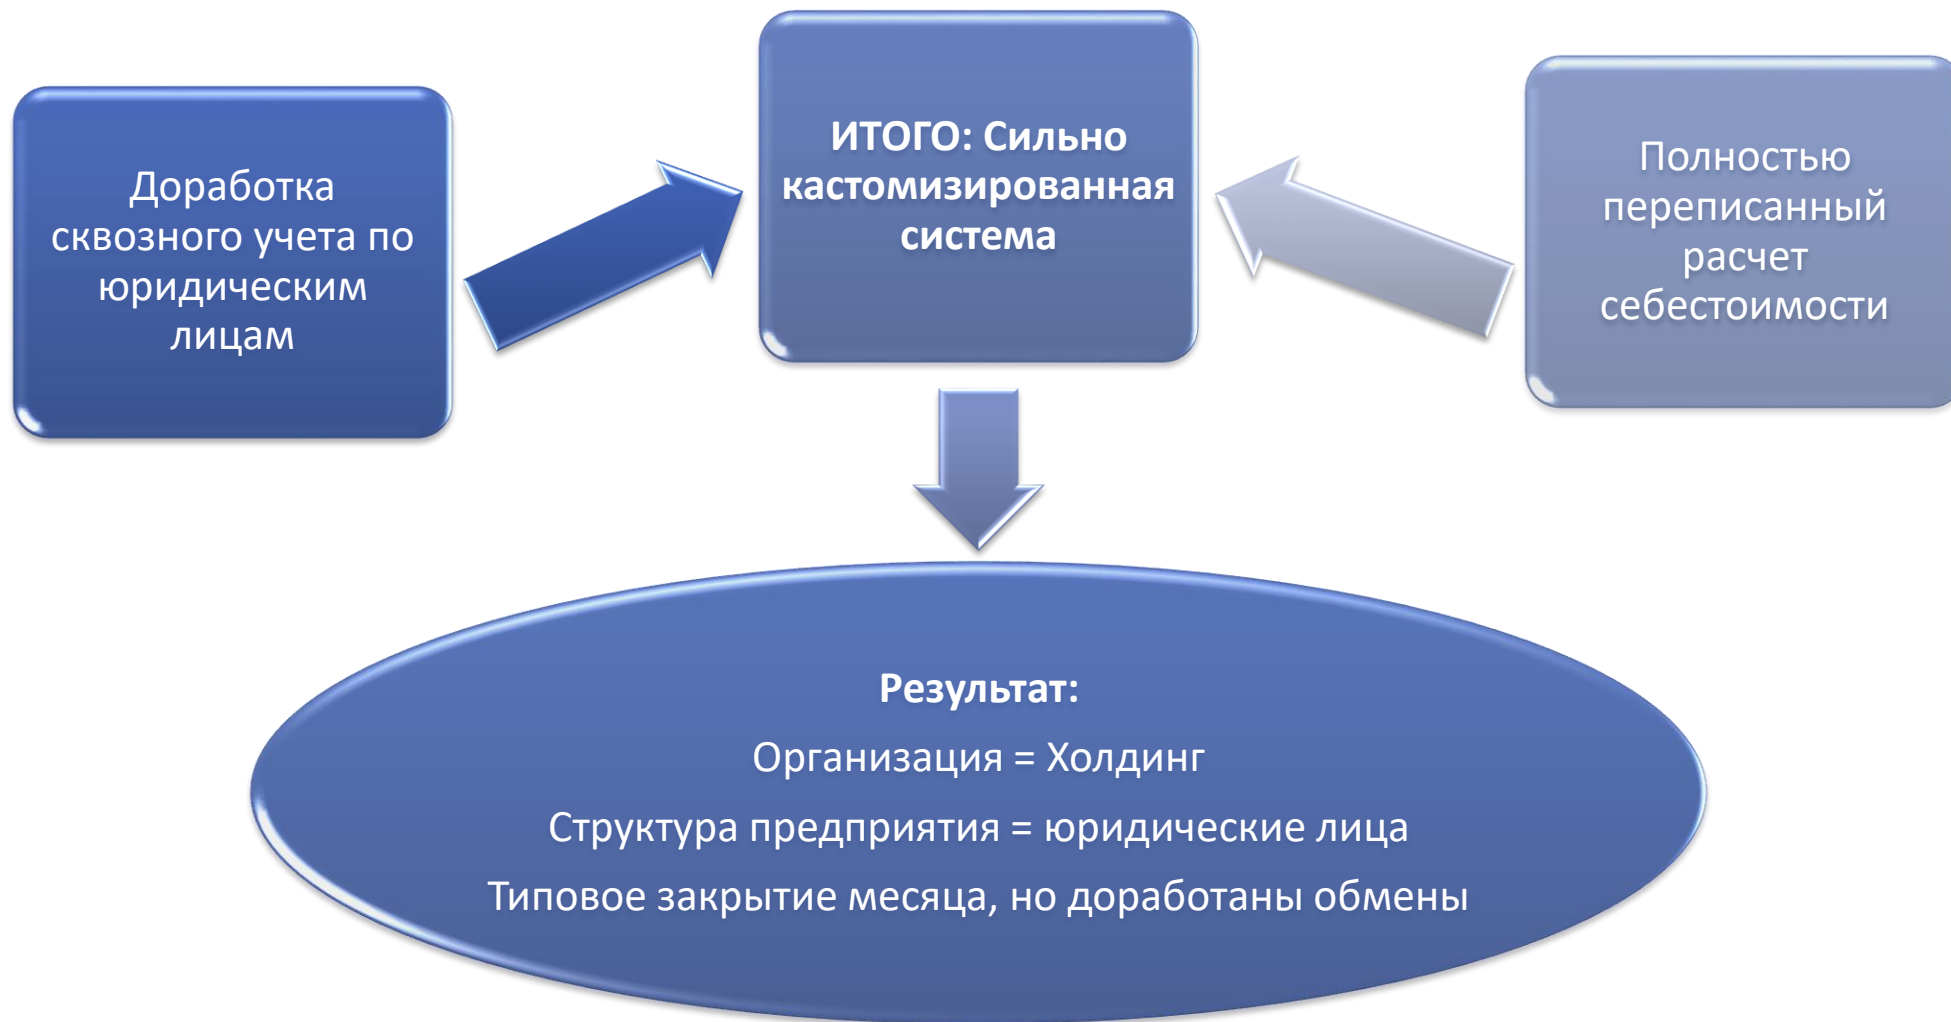 Доработка
сквозного учета по
юридическим
лицам
ИТОГО: Сильно
кастомизированная
система
Полностью
переписанный
расчет
себестоимости
Результат:
Организация = Холдинг
Структура предприятия = юридические лица
Типовое закрытие месяца, но доработаны обмены